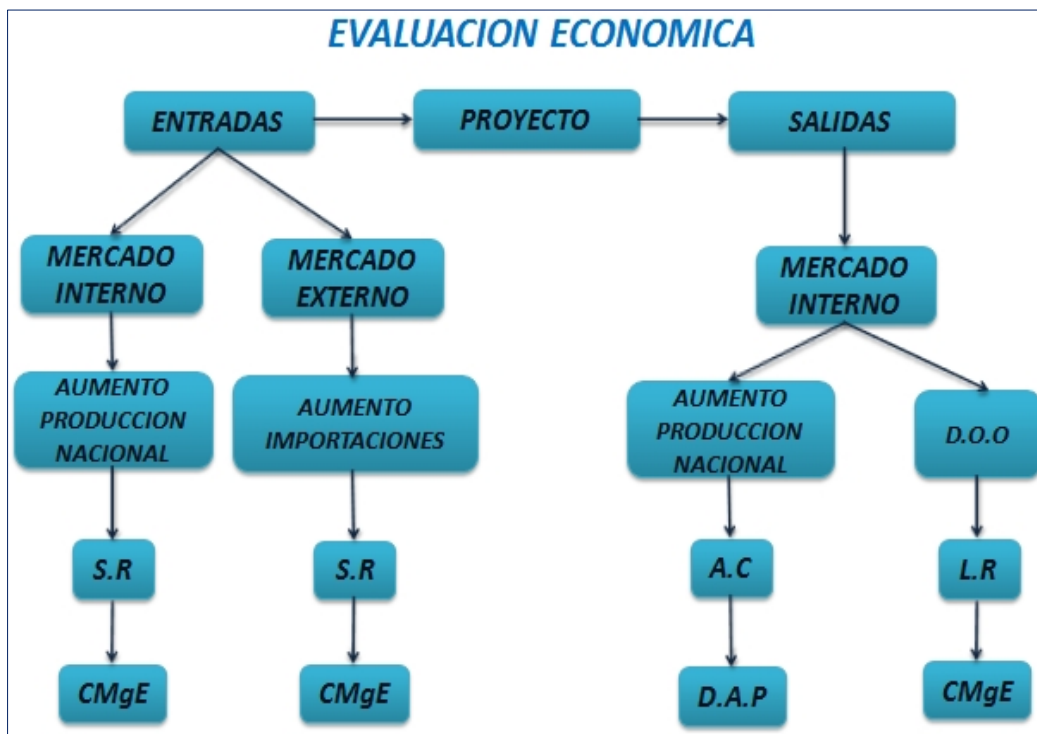 EVALUACION ECONOMICA
ENTRADAS
PROYECTO
SALIDAS
MERCADO
INTERNO
MERCADO
EXTERNO
MERCADO
INTERNO
AUMENTO
PRODUCCION
NACIONAL
AUMENTO
IMPORTACIONES
AUMENTO
PRODUCCION
NACIONAL
D.O.O
S.R
S.R
A.C
L.R
CMgE
CMgE
D.A.P
CMgE